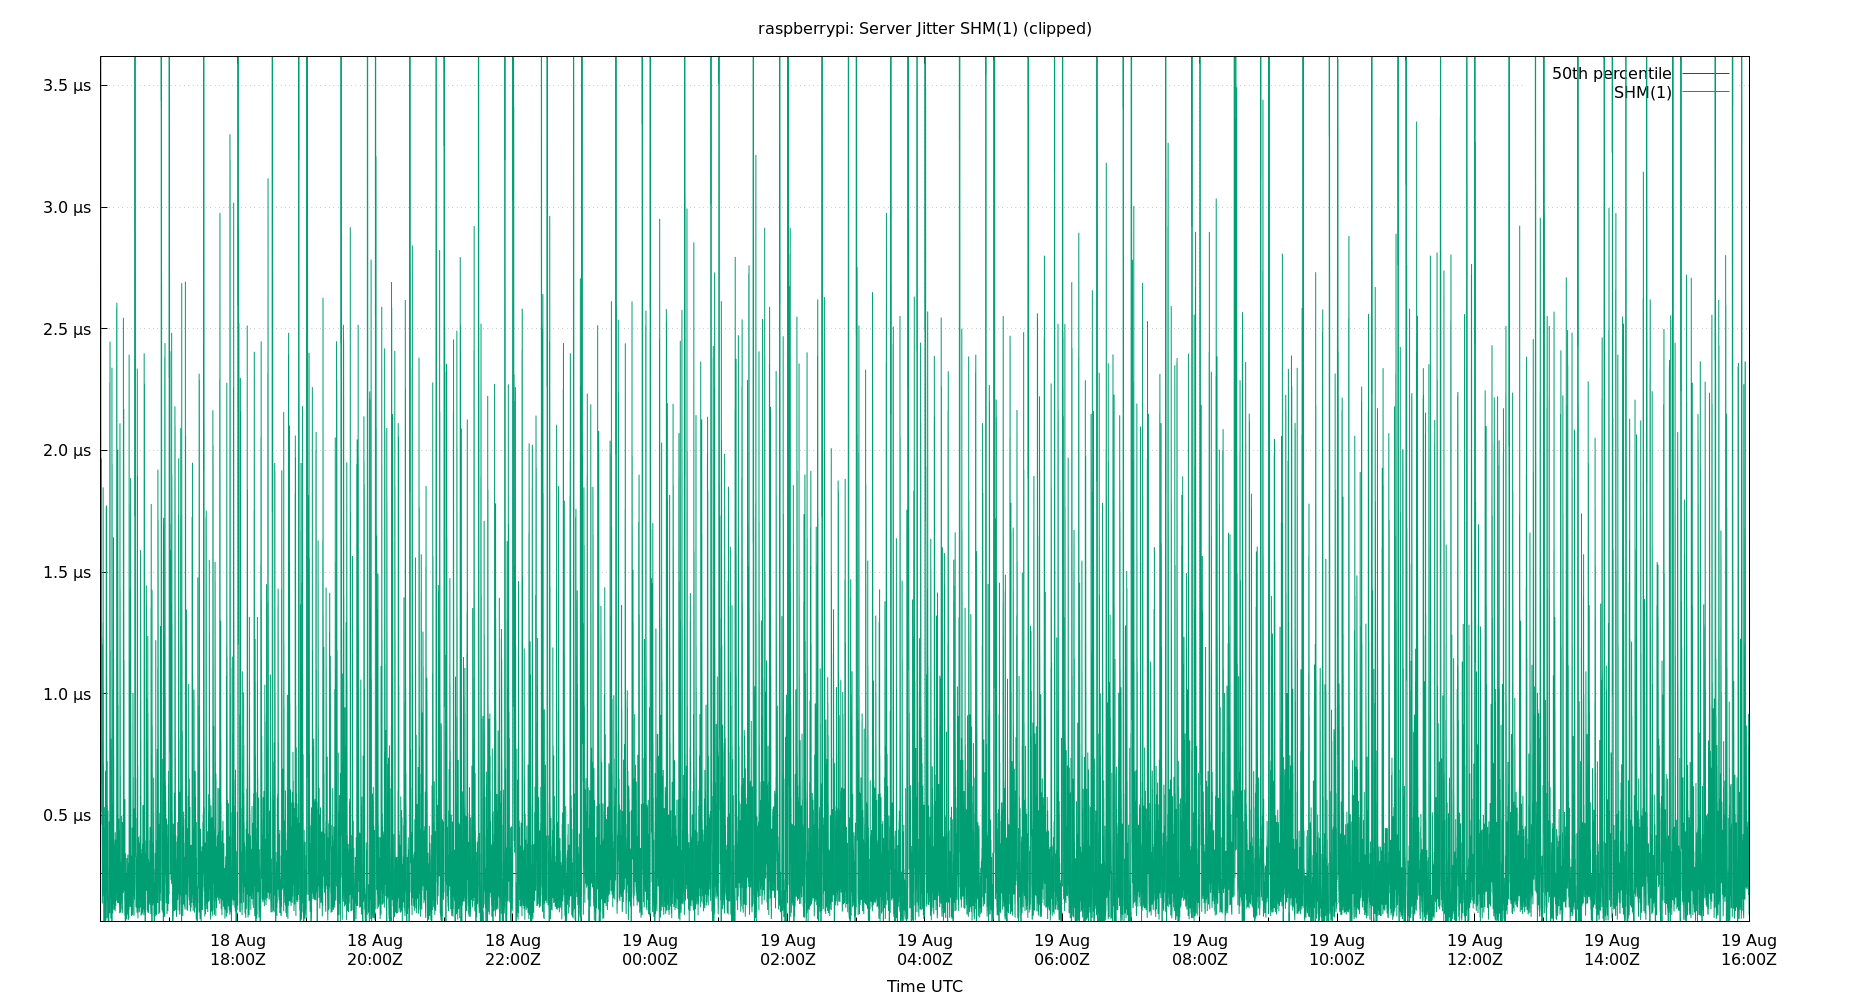 raspberrypi: Server Jitter SHM(1) (clipped)
50th percentile
SHM(1)
3.5 µs
3.0 µs
2.5 µs
2.0 µs
1.5 µs
1.0 µs
0.5 µs
18 Aug 18 Aug 18 Aug 19 Aug 19 Aug 19 Aug 19 Aug 19 Aug 19 Aug 19 Aug 19 Aug 19 Aug
18:00Z 20:00Z 22:00Z 00:00Z 02:00Z 04:00Z 06:00Z 08:00Z 10:00Z 12:00Z 14:00Z 16:00Z
Time UTC